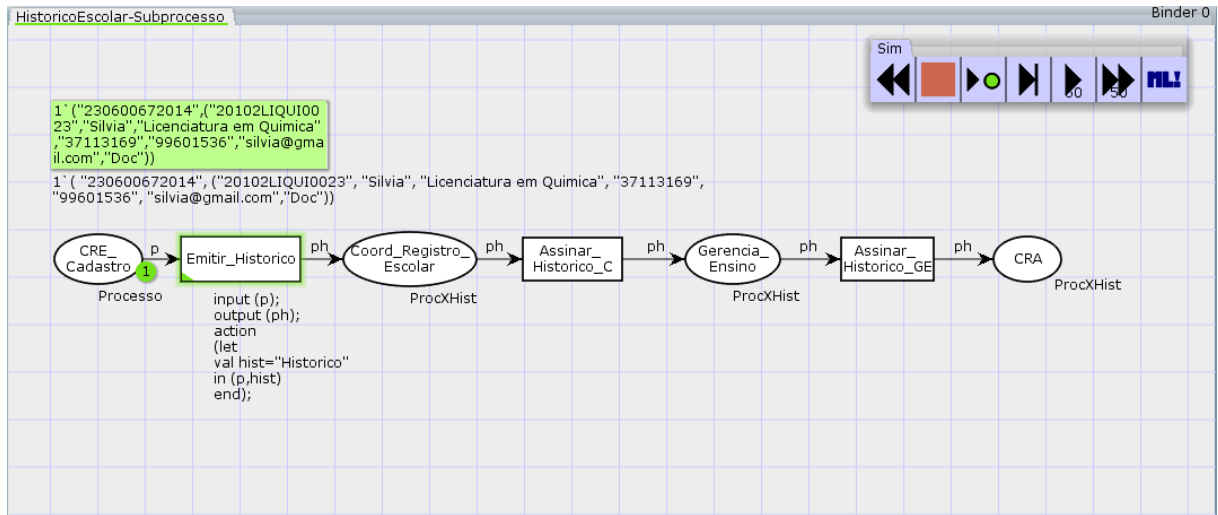 HistoricoEscolar-Subprocesso
Binder 0
Sim
50
50
ML!
1`("230600672014",("20102LIQUI00
23","Silvia","Licenciatura em Quimica"
,"37113169","99601536","silvia@gma
il.com","Doc"))
1`( "230600672014", ("20102LIQUI0023", "Silvia", "Licenciatura em Quimica", "37113169",
"99601536", "silvia@gmail.com","Doc"))
CRE_
Cadastro
1
Processo
p
Emitir_Historico
ph
Coord_Registro_
Escolar
ProcXHist
ph
Assinar_
Historico_C
ph
Gerencia_
Ensino
ProcXHist
ph
Assinar_
Historico_GE
ph
CRA
ProcXHist
input (p);
output (ph);
action
(let
val hist="Historico"
in (p,hist)
end);